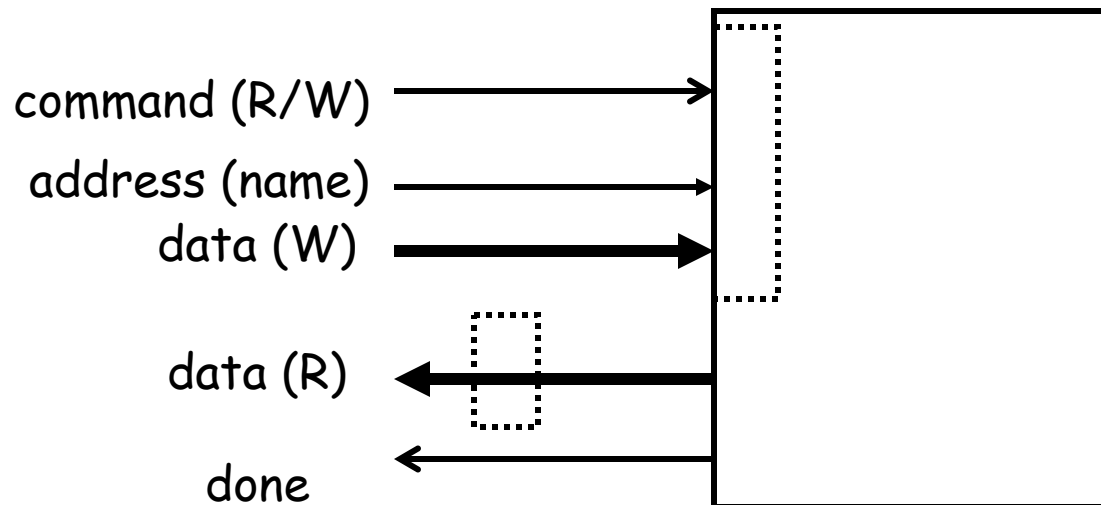 command (R/W)
address (name)
data (W)
data (R)
done